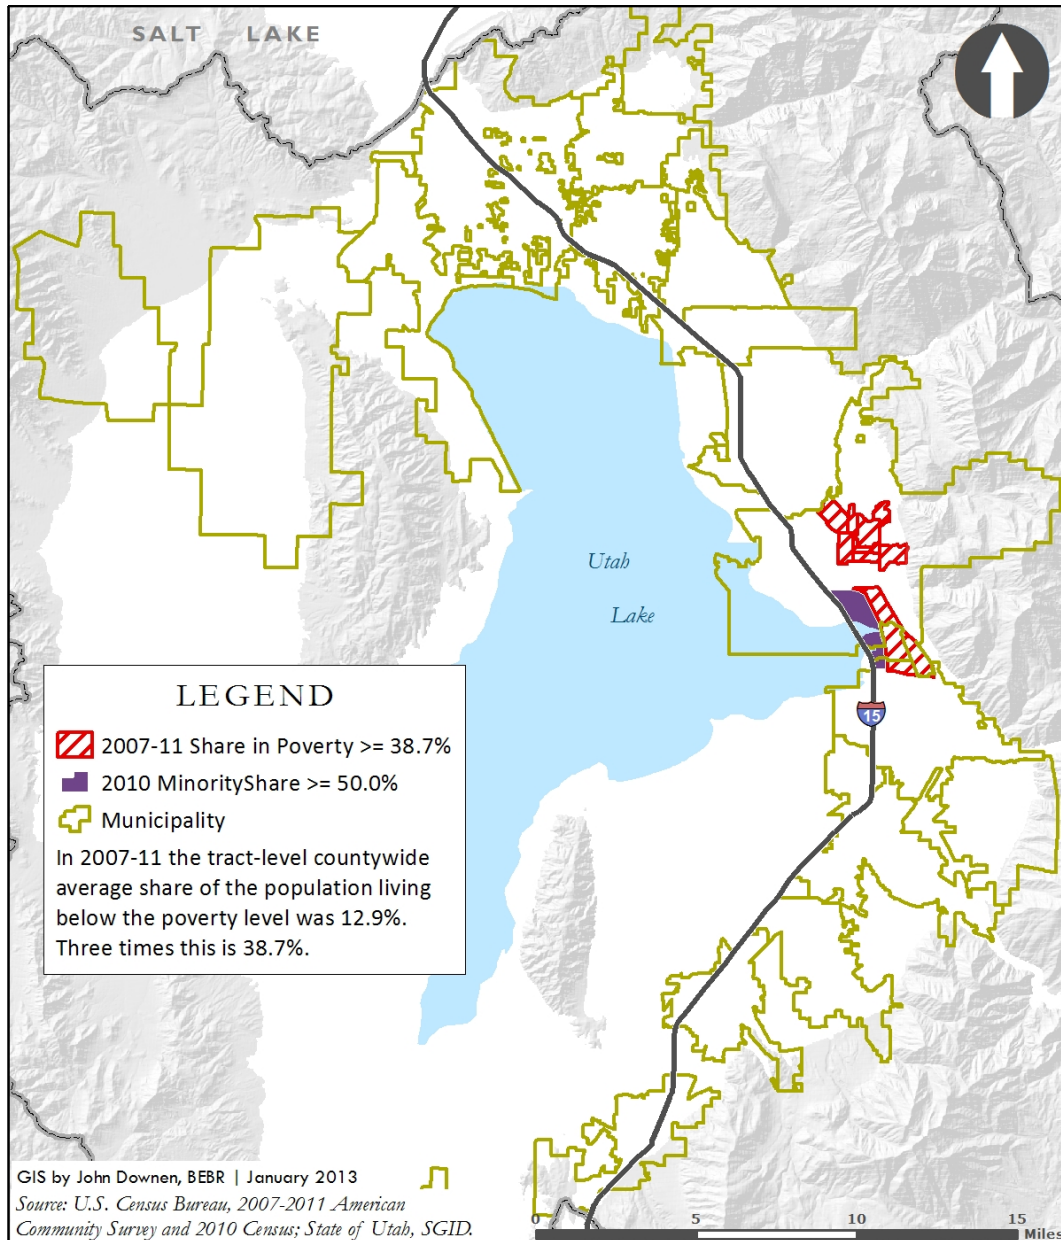 SALT LAKE
Utah
Lake
15
LEGEND
2007-11 Share in Poverty >= 38.7%
2010 MinorityShare >= 50.0%
Municipality
In 2007-11 the tract-level countywide
average share of the population living
below the poverty level was 12.9%.
Three times this is 38.7%.
GIS by John Downen, BEBR | January 2013
Source: U.S. Census Bureau, 2007-2011 American
Community Survey and 2010 Census; State of Utah, SGID.
0 5 10 15
Miles